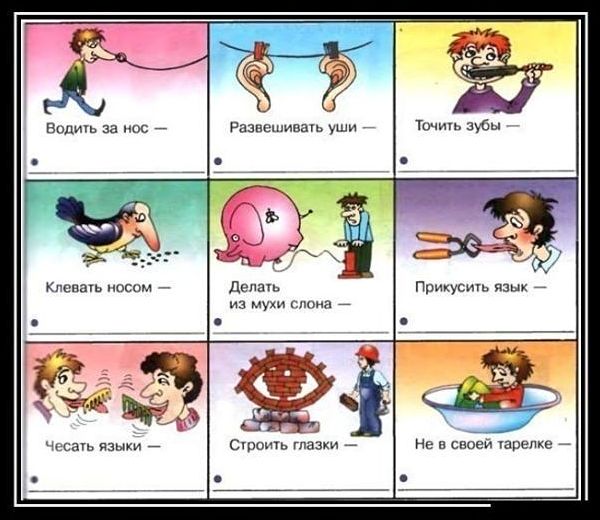 Водить за нос —
Развешивать уши —
Точить зубы —
Клевать носом —
Делать
из мухи слона —
Прикусить язык —
Чесать языки —
Строить глазки —
Не в своей тарелке —